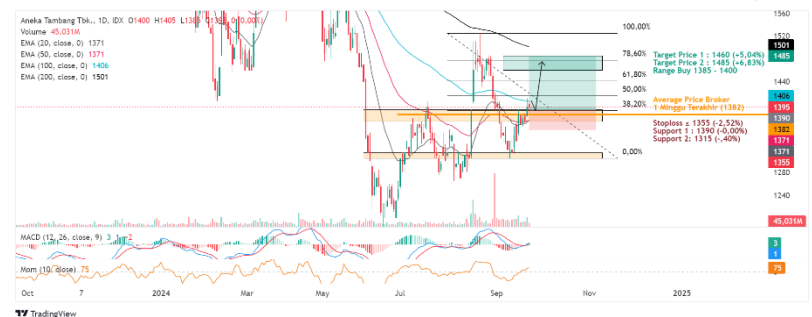 Aneka Tambang Tbk., 1D, IDX O1400 H1405 L1385 C1395 0 (0,00%)
Volume 45,031M
EMA (20, close, 0) 1371
EMA (50, close, 0) 1371
EMA (100, close, 0) 1406
EMA (200, close, 0) 1501
100,00%
78,60%
61,80%
50,00%
38,20%
0,00%
Target Price 1 : 1460 (+5,04%)
Target Price 2 : 1485 (+6,83%)
Range Buy 1385 - 1400
Average Price Broker
1 Minggu Terakhir (1382)
Stoploss ± 1355 (-2,52%)
Support 1 : 1390 (-0,00%)
Support 2: 1315 (-,40%)
1560
1520
1501
1485
1440
1406
1395
1390
1382
1371
1371
1355
1280
1240
45,031M
MACD (12, 26, close, 9) 3 1 -2
3
1
Mom (10, close) 75
75
Oct
7
2024
Mar
May
Jul
Sep
Nov
2025
TradingView